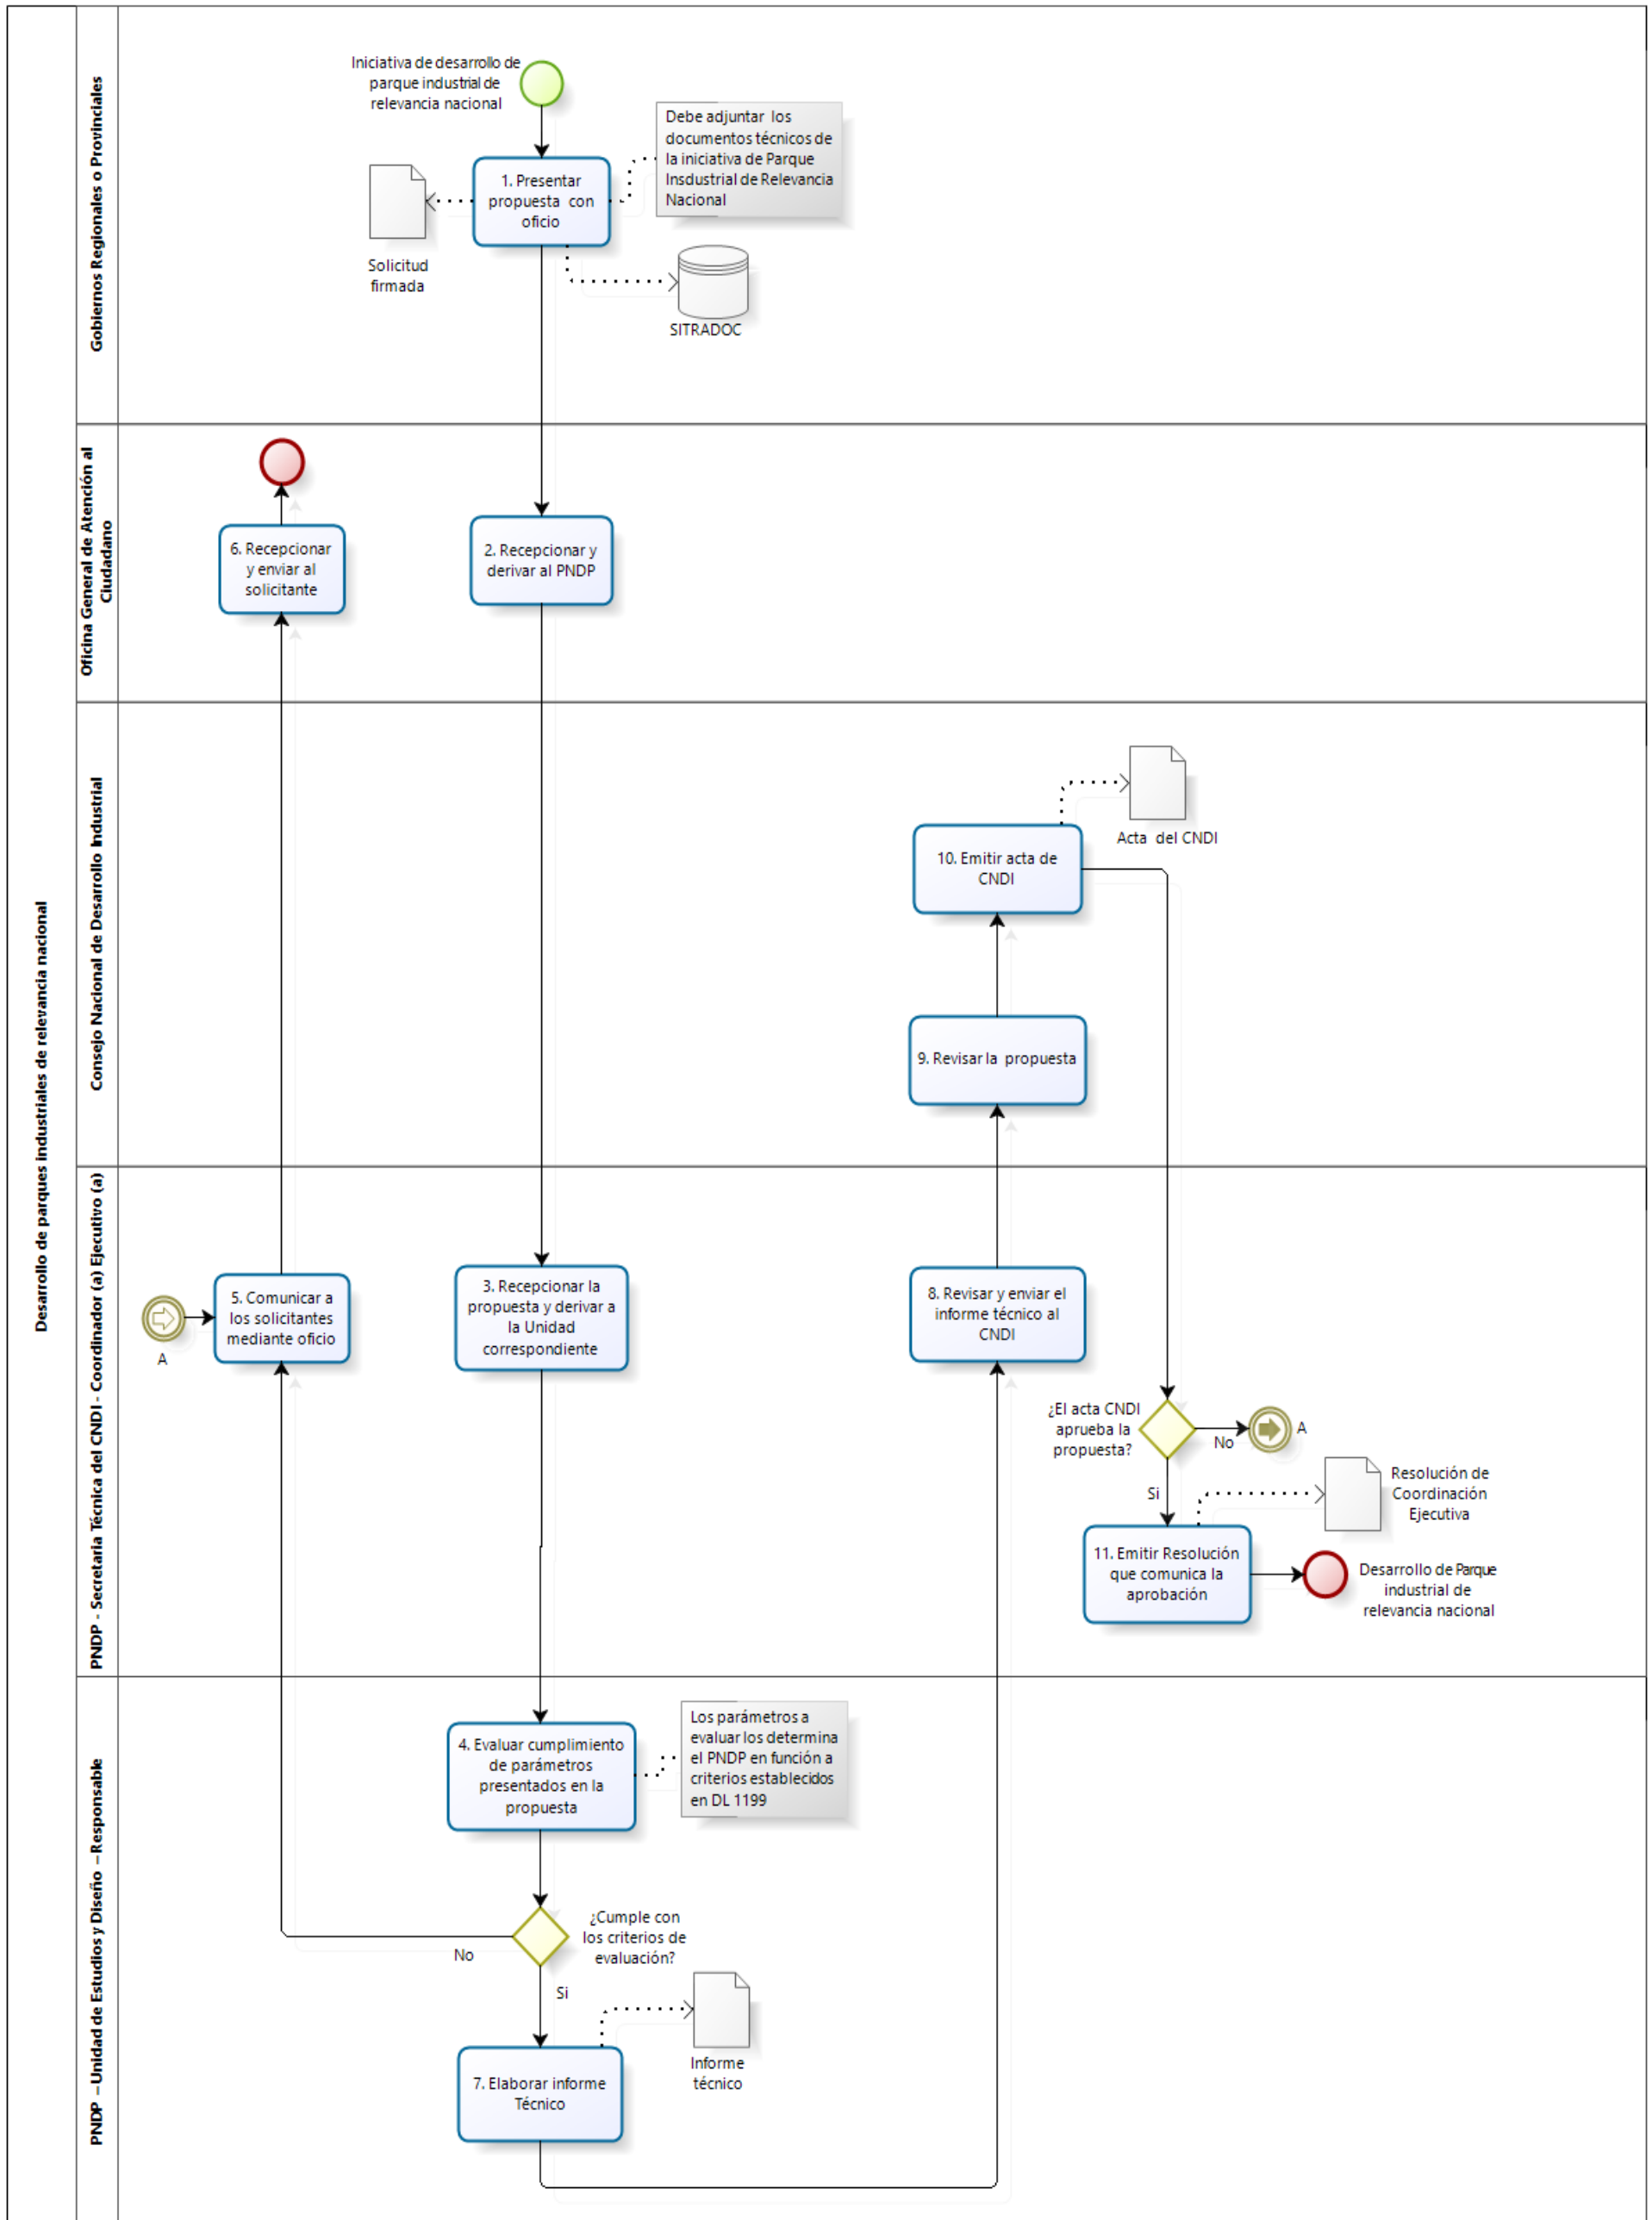 Desarrollo de parques industriales de relevancia nacional
Gobiernos Regionales o Provinciales
Iniciativa de desarrollo de
parque industrial de
relevancia nacional
Debe adjuntar los
documentos técnicos de
la iniciativa de Parque
Insdustrial de Relevancia
Nacional
1. Presentar
propuesta con
oficio
Solicitud
firmada
SITRADOC
Oficina General de Atención al
Ciudadano
6. Recepcionar
y enviar al
solicitante
2. Recepcionar y
derivar al PNDP
Consejo Nacional de Desarrollo Industrial
Acta del CNDI
10. Emitir acta de
CNDI
9. Revisar la propuesta
PNDP - Secretaria Técnica del CNDI - Coordinador (a) Ejecutivo (a)
A
5. Comunicar a
los solicitantes
mediante oficio
3. Recepcionar la
propuesta y derivar a
la Unidad
correspondiente
8. Revisar y enviar el
informe técnico al
CNDI
¿El acta CNDI
aprueba la
propuesta?
No
A
Si
Resolución de
Coordinación
Ejecutiva
11. Emitir Resolución
que comunica la
aprobación
Desarrollo de Parque
industrial de
relevancia nacional
PNDP –Unidad de Estudios y Diseño –Responsable
4. Evaluar cumplimiento
de parámetros
presentados en la
propuesta
Los parámetros a
evaluar los determina
el PNDP en función a
criterios establecidos
en DL 1199
¿Cumple con
los criterios de
evaluación?
No
Si
Informe
técnico
7. Elaborar informe
Técnico